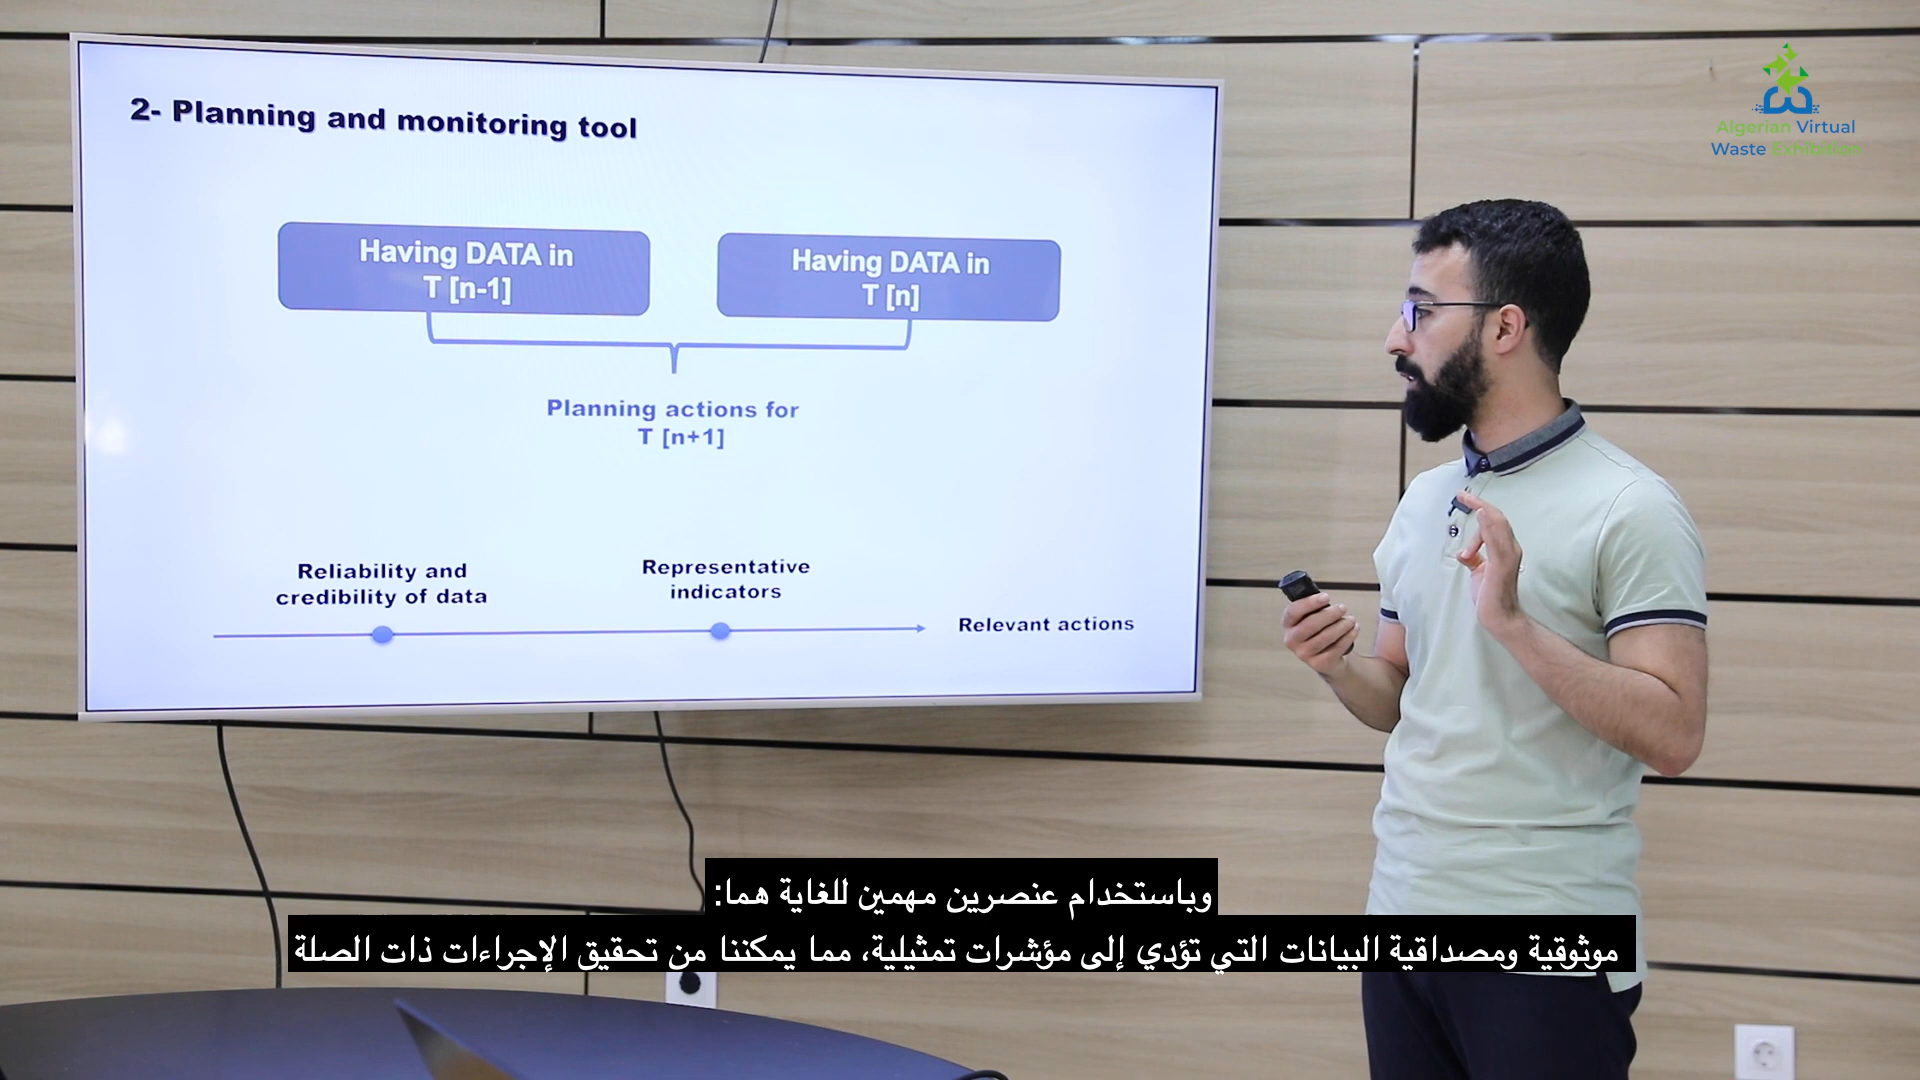 2- Planning and monitoring tool
Having DATA in
T [n-1]
Having DATA in
T [n]
Planning actions for
T [n+1]
Reliability and
credibility of data
Representative
indicators
Relevant actions
Algerian Virtual
Waste Exhibition
وباستخدام عنصرين مهمين للغاية هما:
موثوقية ومصداقية البيانات التي تؤدي إلى مؤشرات تمثيلية، مما يمكننا من تحقيق الإجراءات ذات الصلة